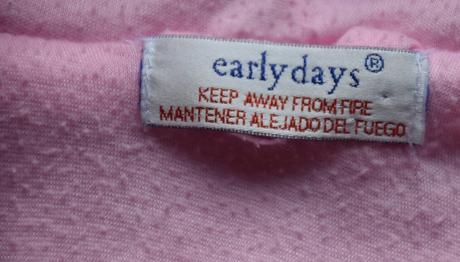 earlydays®
KEEP AWAY FROM FIRE
MANTENER ALEJADO DEL FUEGO